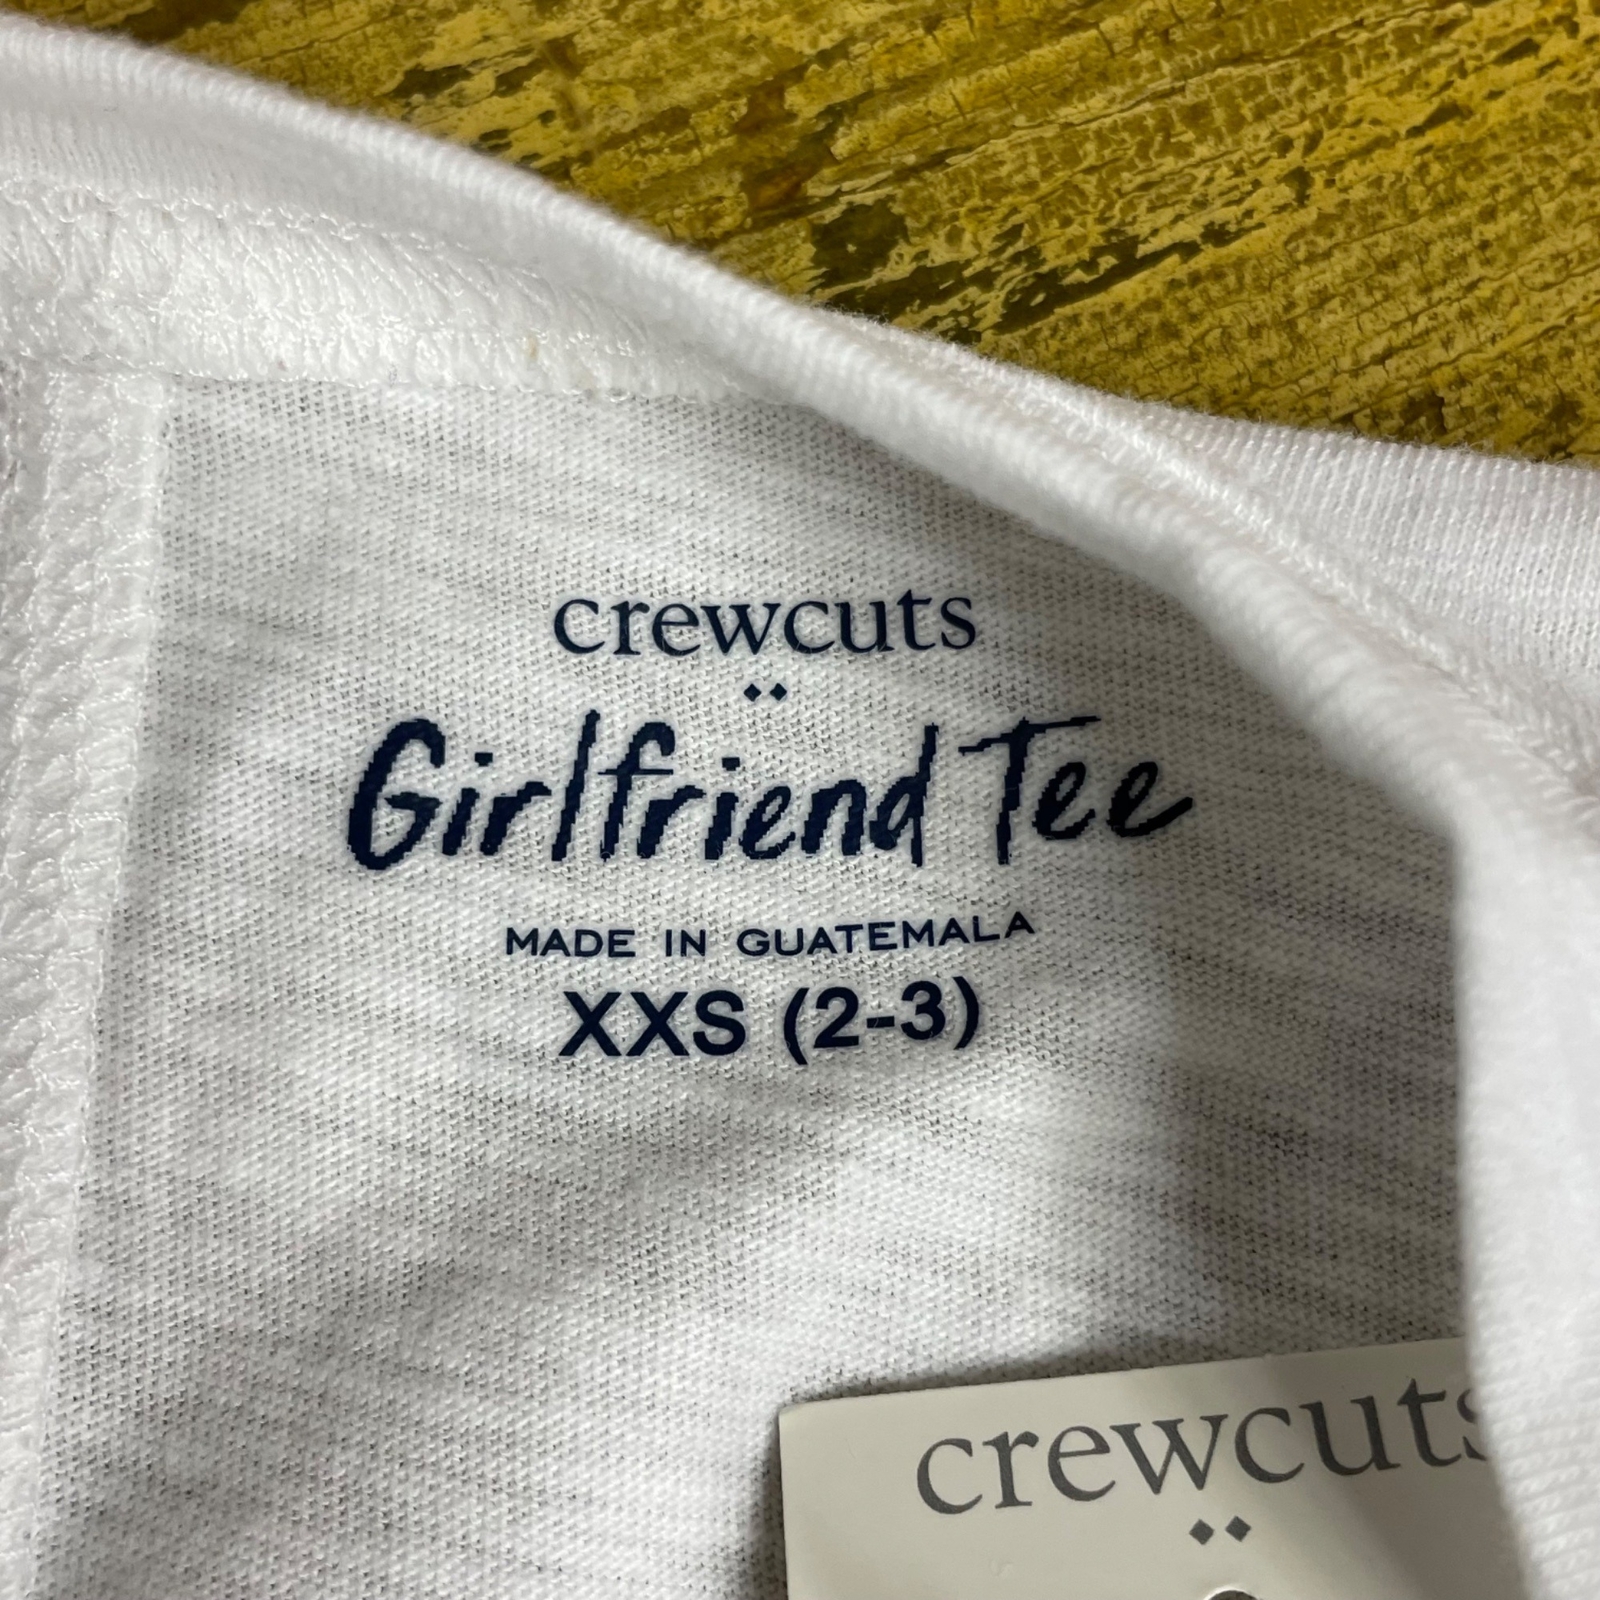 crewcuts
Girlfriend Tee
MADE IN GUATEMALA
XXS (2-3)
crewcuts